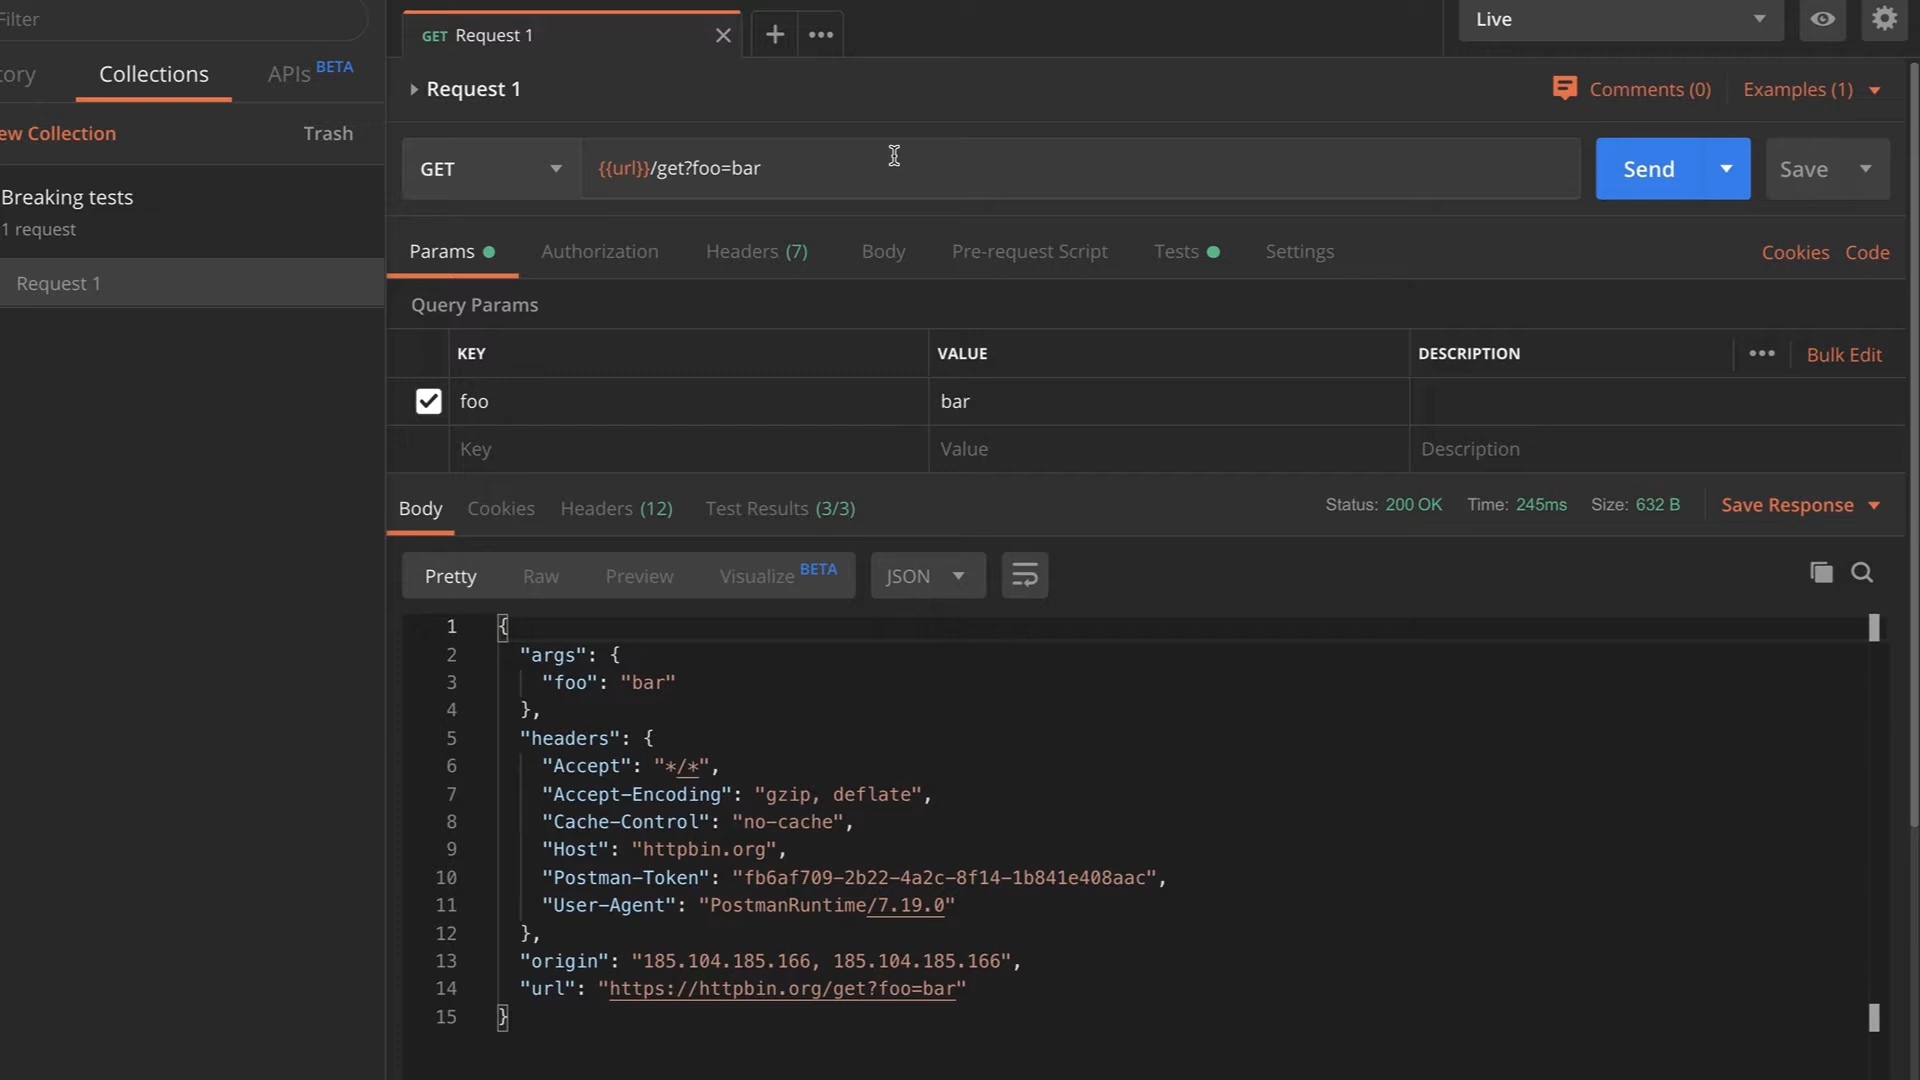 Filter
GET Request 1
Live
tory Collections APIs BETA
Request 1
Comments (0) Examples (1)
ew Collection Trash
GET {{url}}/get?foo=bar Send Save
Breaking tests
1 request
Request 1
Params Authorization Headers (7) Body Pre-request Script Tests Settings Cookies Code
Query Params
KEY VALUE DESCRIPTION ••• Bulk Edit
foo bar
Key Value Description
Body Cookies Headers (12) Test Results (3/3) Status: 200 OK Time: 245ms Size: 632 B Save Response
Pretty Raw Preview Visualize BETA JSON
1 {
2 "args": {
3 "foo": "bar"
4 },
5 "headers": {
6 "Accept": "*/*",
7 "Accept-Encoding": "gzip, deflate",
8 "Cache-Control": "no-cache",
9 "Host": "httpbin.org",
10 "Postman-Token": "fb6af709-2b22-4a2c-8f14-1b841e408aac",
11 "User-Agent": "PostmanRuntime/7.19.0"
12 },
13 "origin": "185.104.185.166, 185.104.185.166",
14 "url": "https://httpbin.org/get?foo=bar"
15 }